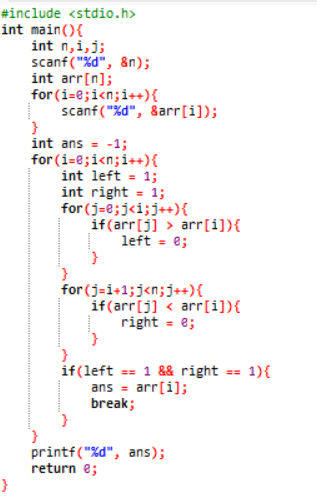 #include <stdio.h>
int main(){
    int n,i,j;
    scanf("%d", &n);
    int arr[n];
    for(i=0;i<n;i++){
        scanf("%d", &arr[i]);
    }
    int ans = -1;
    for(i=0;i<n;i++){
        int left = 1;
        int right = 1;
        for(j=0;j<i;j++){
            if(arr[j] > arr[i]){
                left = 0;
            }
        }
        for(j=i+1;j<n;j++){
            if(arr[j] < arr[i]){
                right = 0;
            }
        }
        if(left == 1 && right == 1){
            ans = arr[i];
            break;
        }
    }
    printf("%d", ans);
    return 0;
}